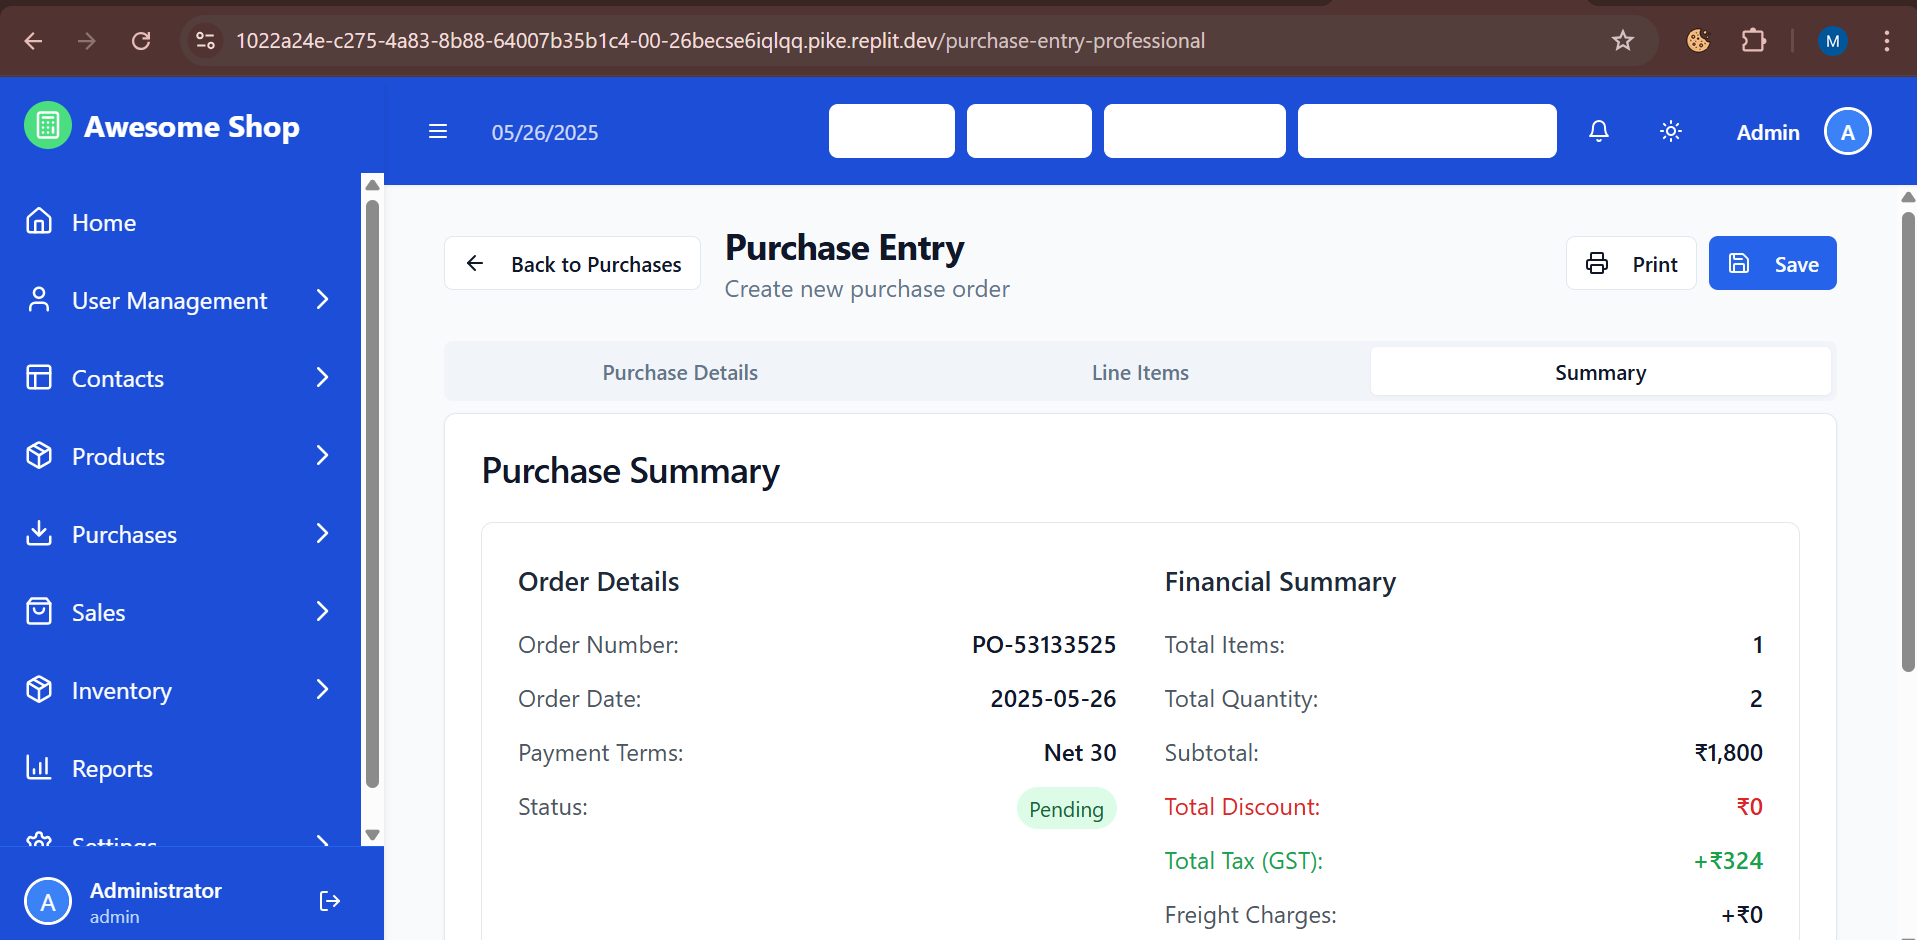 1022a24e-c275-4a83-8b88-64007b35b1c4-00-26becse6iqlqq.pike.replit.dev/purchase-entry-professional
M
Awesome Shop
05/26/2025
Admin
A
Home
User Management
Contacts
Products
Purchases
Sales
Inventory
Reports
Settings
A
Administrator
admin
Back to Purchases
Purchase Entry
Create new purchase order
Print
Save
Purchase Details
Line Items
Summary
Purchase Summary
Order Details
Order Number: PO-53133525
Order Date: 2025-05-26
Payment Terms: Net 30
Status: Pending
Financial Summary
Total Items: 1
Total Quantity: 2
Subtotal: ₹1,800
Total Discount: ₹0
Total Tax (GST): +₹324
Freight Charges: +₹0